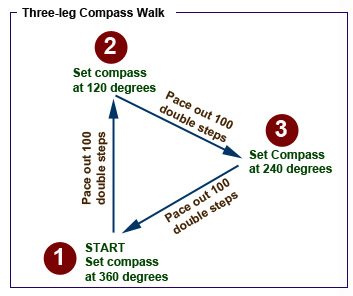 Three-leg Compass Walk
2
Set compass
at 120 degrees
Pace out 100
double steps
3
Set Compass
at 240 degrees
Pace out 100
double steps
Pace out 100
double steps
1
START
Set compass
at 360 degrees